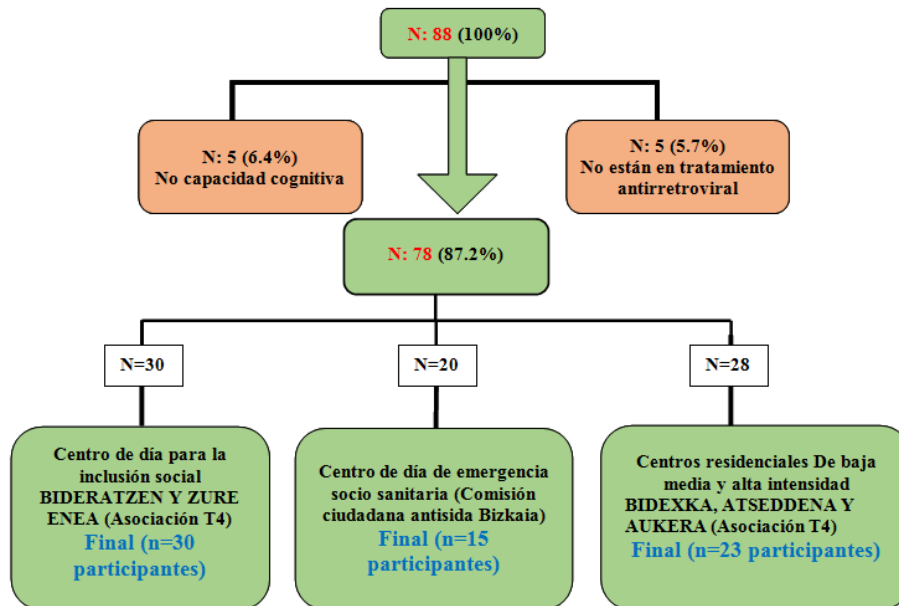 N: 88 (100%)
N: 5 (6.4%)
No capacidad cognitiva
N: 5 (5.7%)
No están en tratamiento
antirretroviral
N: 78 (87.2%)
N=30
N=20
N=28
Centro de día para la
inclusión social
BIDERATZEN Y ZURE
ENEA (Asociación T4)
Final (n=30
participantes)
Centro de día de emergencia
socio sanitaria (Comisión
ciudadana antisida Bizkaia)
Final (n=15
participantes)
Centros residenciales De baja
media y alta intensidad
BIDEXKA, ATSEDDENA Y
AUKERA (Asociación T4)
Final (n=23 participantes)